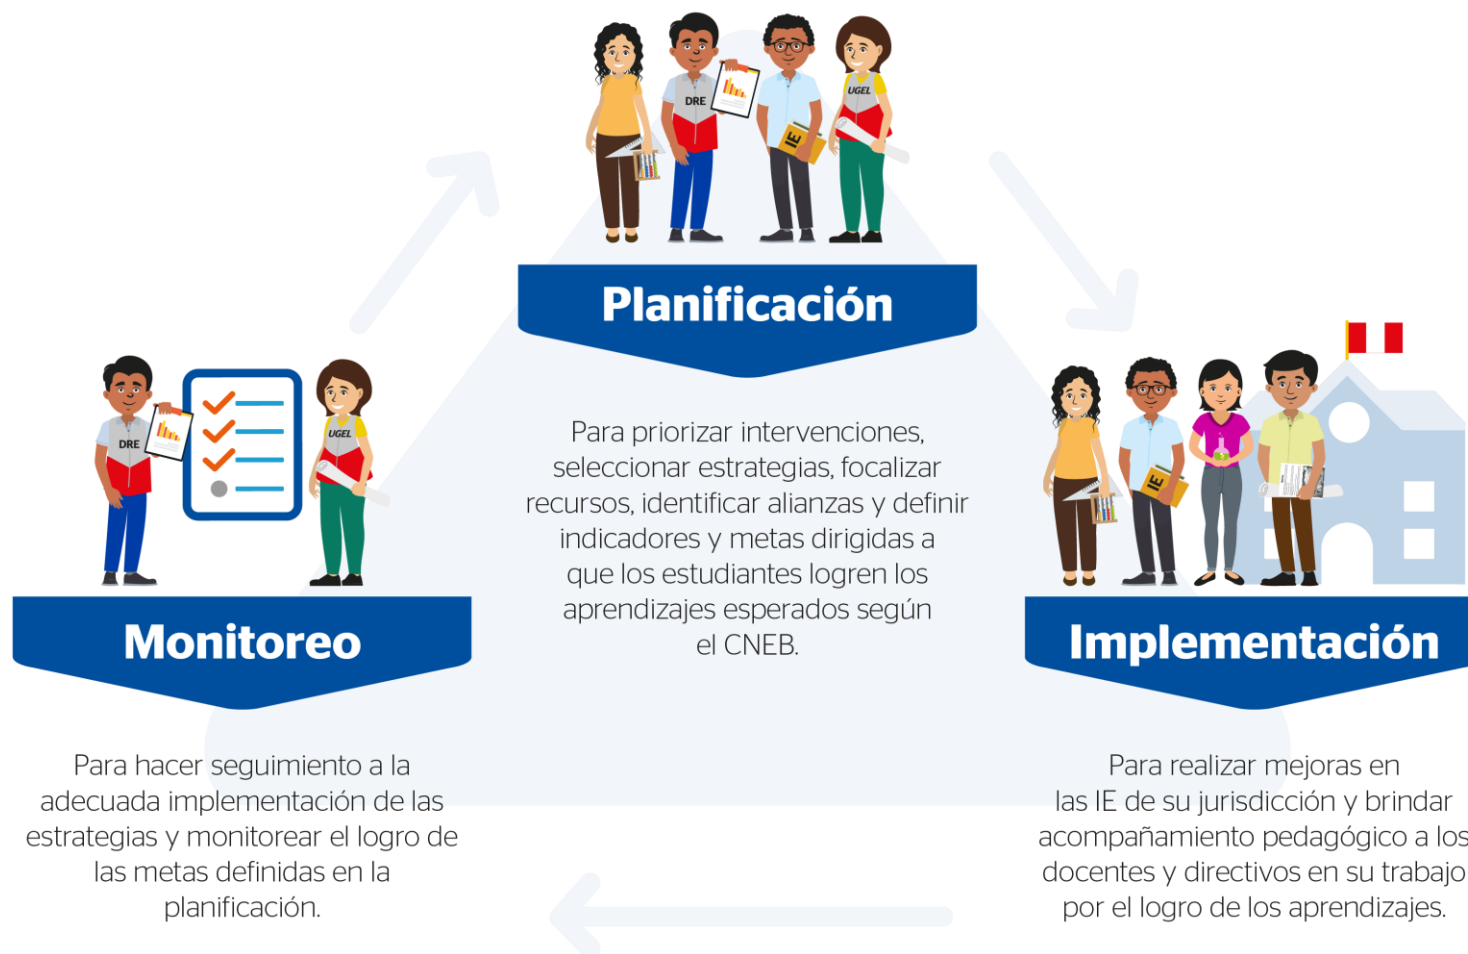 DRE
IE
UGEL
Planificación
Para priorizar intervenciones,
seleccionar estrategias, focalizar
recursos, identificar alianzas y definir
indicadores y metas dirigidas a
que los estudiantes logren los
aprendizajes esperados según
el CNEB.
DRE
UGEL
Monitoreo
Para hacer seguimiento a la
adecuada implementación de las
estrategias y monitorear el logro de
las metas definidas en la
planificación.
IE
Implementación
Para realizar mejoras en
las IE de su jurisdicción y brindar
acompañamiento pedagógico a los
docentes y directivos en su trabajo
por el logro de los aprendizajes.